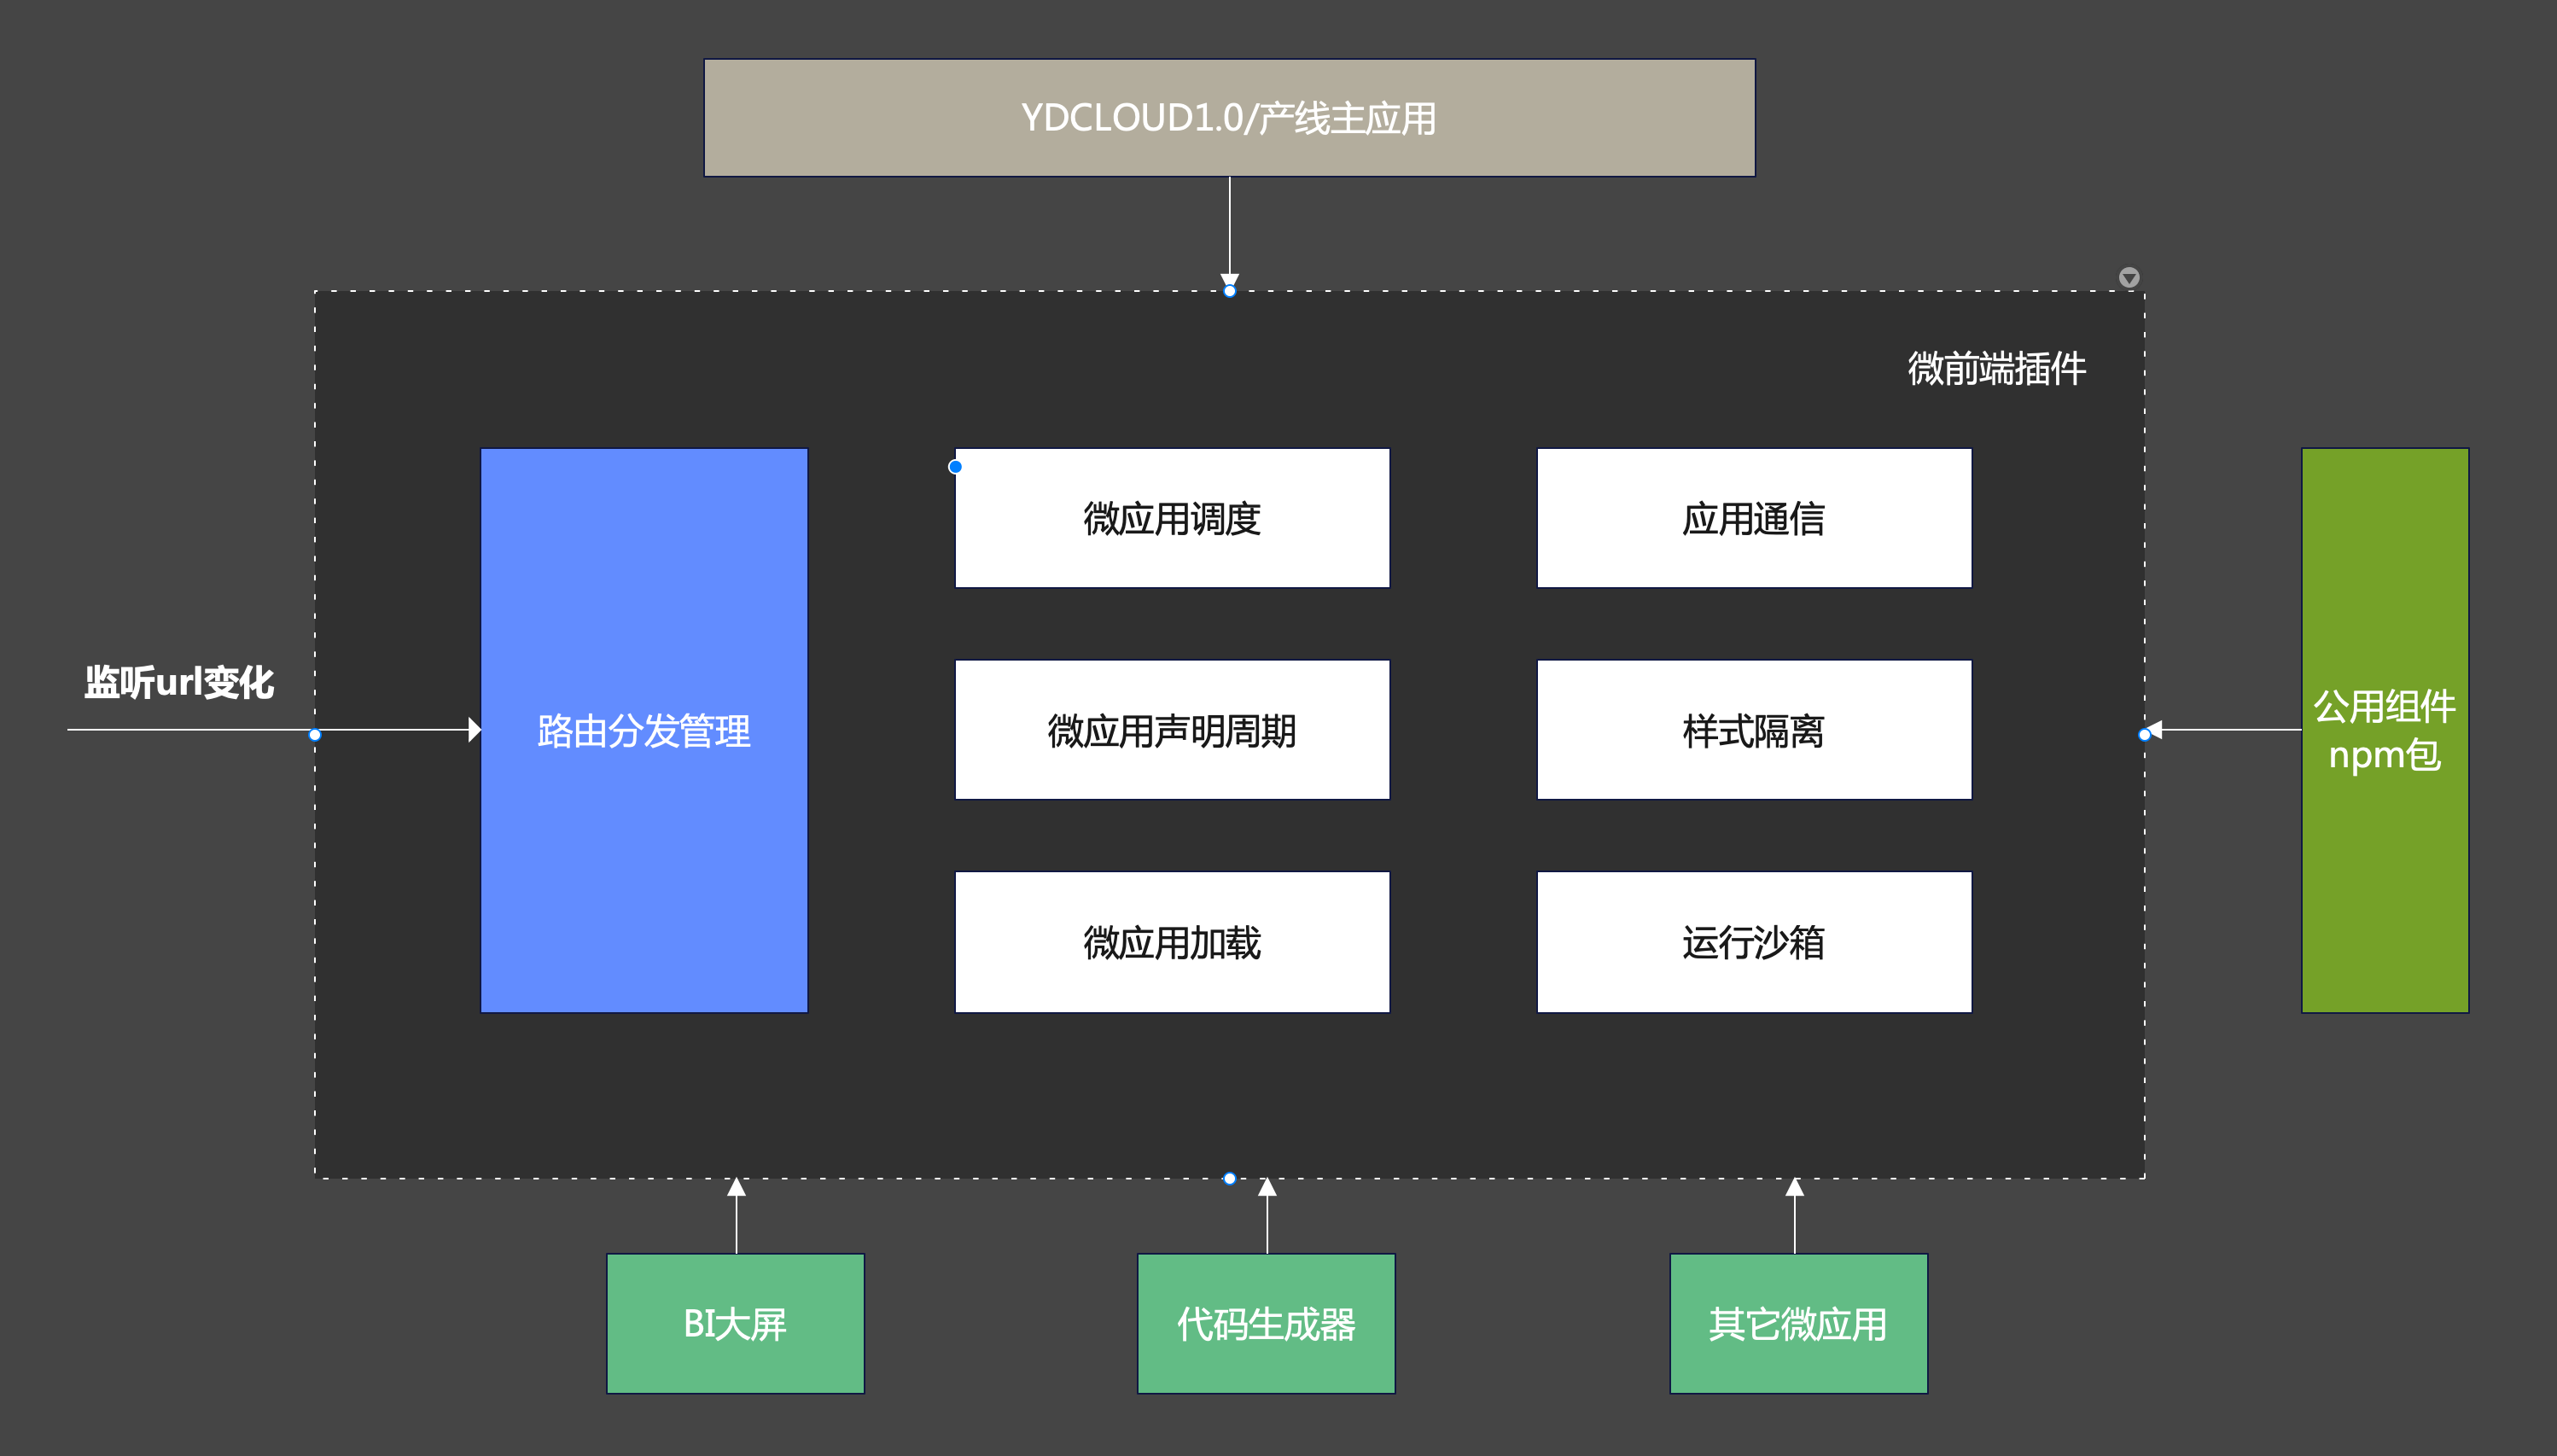 YDCLOUD1.0/产线主应用
微前端插件
监听url变化
路由分发管理
微应用调度
应用通信
微应用声明周期
样式隔离
微应用加载
运行沙箱
公用组件
npm包
BI大屏
代码生成器
其它微应用